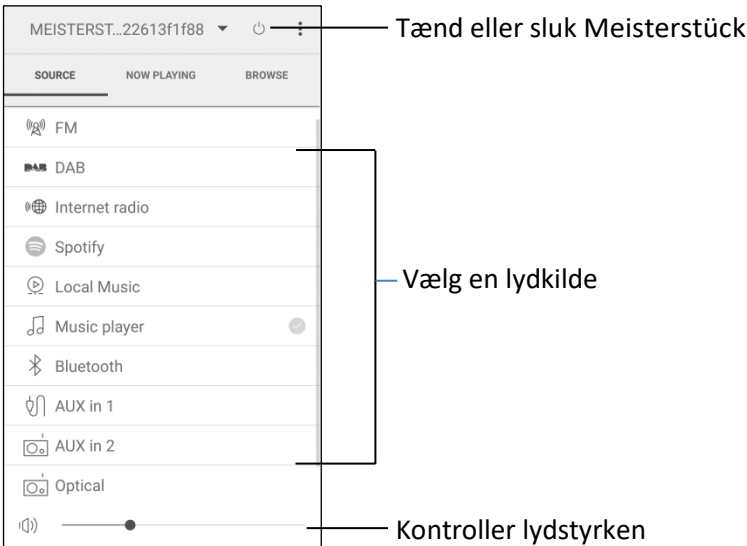 MEISTERST...22613f1f88
Tænd eller sluk Meisterstück
SOURCE NOW PLAYING BROWSE
FM
DAB DAB
Internet radio
Spotify
Vælg en lydkilde
Local Music
Music player
Bluetooth
AUX in 1
AUX in 2
Optical
Kontroller lydstyrken